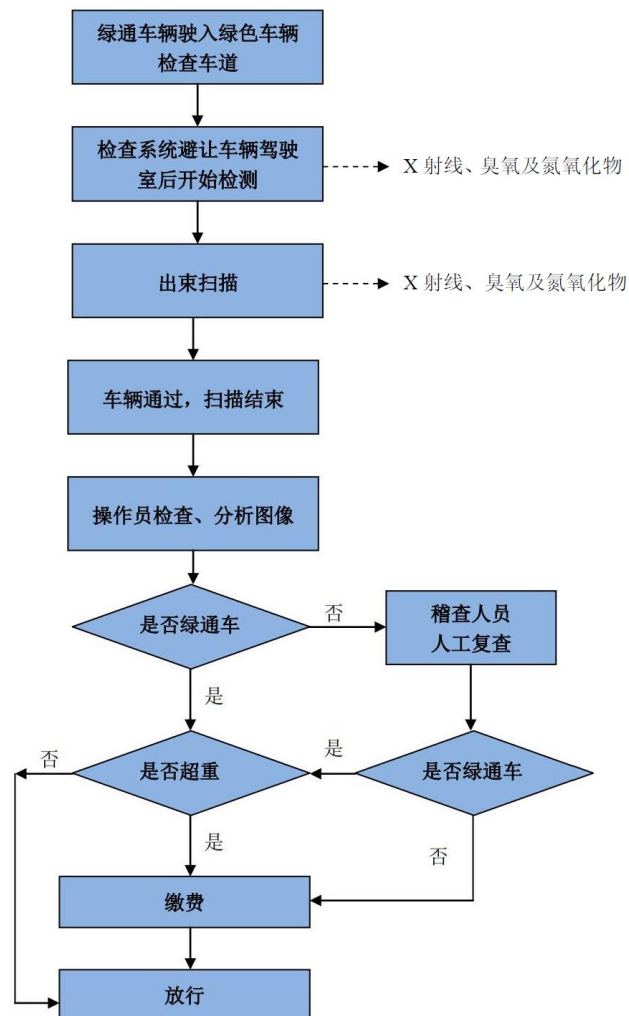 绿通车辆驶入绿色车辆
检查车道
检查系统避让车辆驾驶
室后开始检测
X 射线、臭氧及氮氧化物
出束扫描
X 射线、臭氧及氮氧化物
车辆通过，扫描结束
操作员检查、分析图像
是否绿通车
否
稽查人员
人工复查
是
否
是否超重
是
是否绿通车
是
否
缴费
放行